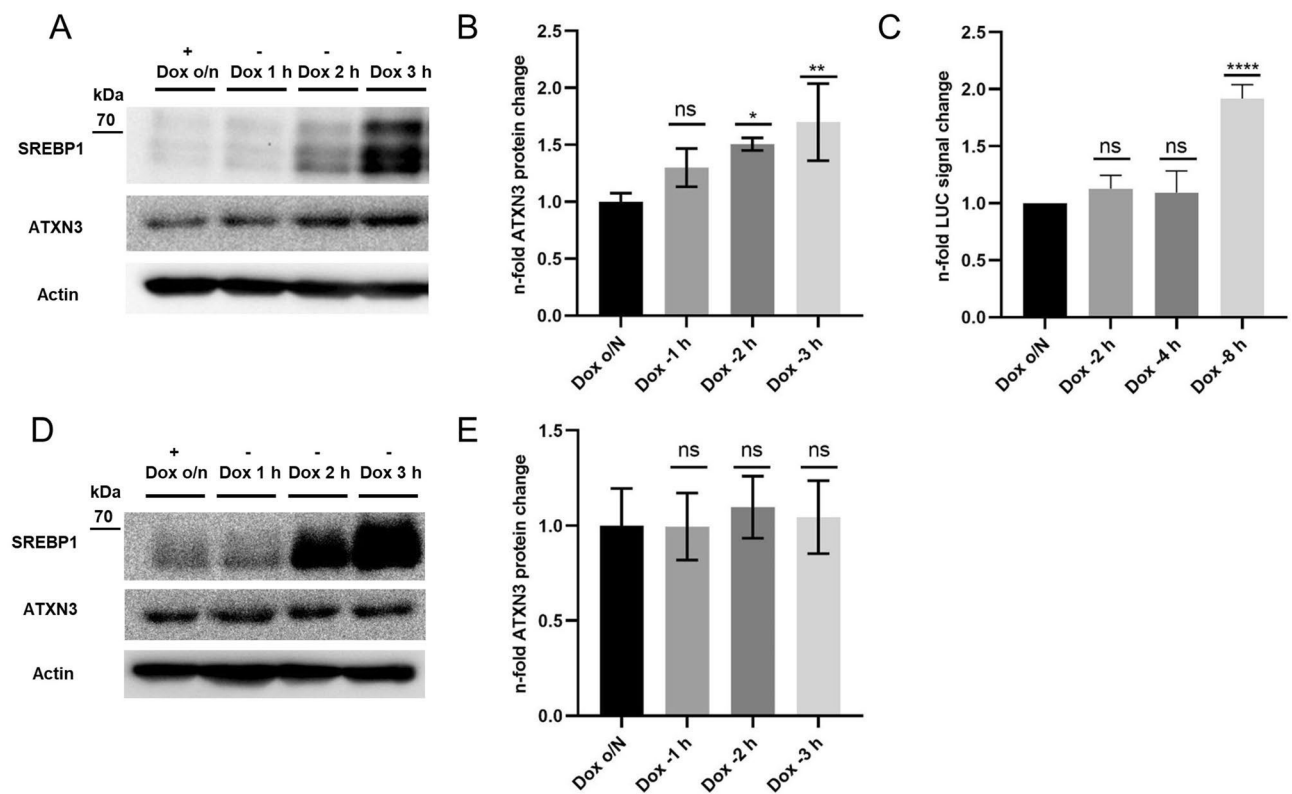 A
+ - - -
Dox o/n Dox 1 h Dox 2 h Dox 3 h
kDa
70
SREBP1
ATXN3
Actin
B
n-fold ATXN3 protein change
2.5
2.0
1.5
1.0
0.5
0.0
ns
*
**
Dox o/N
Dox -1 h
Dox -2 h
Dox -3 h
C
n-fold LUC signal change
2.5
2.0
1.5
1.0
0.5
0.0
ns
ns
****
Dox o/N
Dox -2 h
Dox -4 h
Dox -8 h
D
+ - - -
Dox o/n Dox 1 h Dox 2 h Dox 3 h
kDa
70
SREBP1
ATXN3
Actin
E
n-fold ATXN3 protein change
1.5
1.0
0.5
0.0
ns
ns
ns
Dox o/N
Dox -1 h
Dox -2 h
Dox -3 h